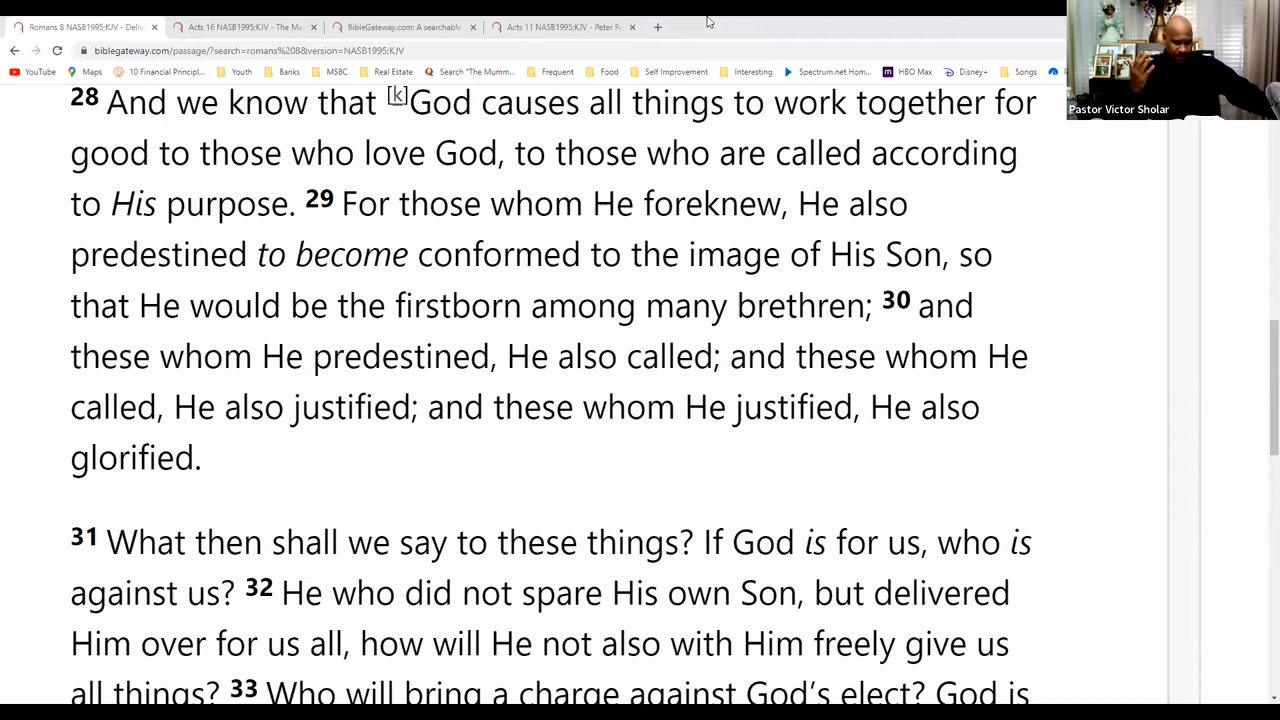 Romans 8 NASB1995;KJV - Deliv
Acts 16 NASB1995;KJV - The Ma
BibleGateway.com: A searchable
Acts 11 NASB1995;KJV - Peter R
biblegateway.com/passage/?search=romans%208&version=NASB1995;KJV
YouTube Maps 10 Financial Principl... Youth Banks MSBC Real Estate Search "The Mumm... Frequent Food Self Improvement Interesting Spectrum.net Hom... HBO Max Disney+ Songs
Pastor Victor Sholar
28 And we know that [k]God causes all things to work together for
good to those who love God, to those who are called according
to His purpose. 29 For those whom He foreknew, He also
predestined to become conformed to the image of His Son, so
that He would be the firstborn among many brethren; 30 and
these whom He predestined, He also called; and these whom He
called, He also justified; and these whom He justified, He also
glorified.
31 What then shall we say to these things? If God is for us, who is
against us? 32 He who did not spare His own Son, but delivered
Him over for us all, how will He not also with Him freely give us
all things? 33 Who will bring a charge against God's elect? God is